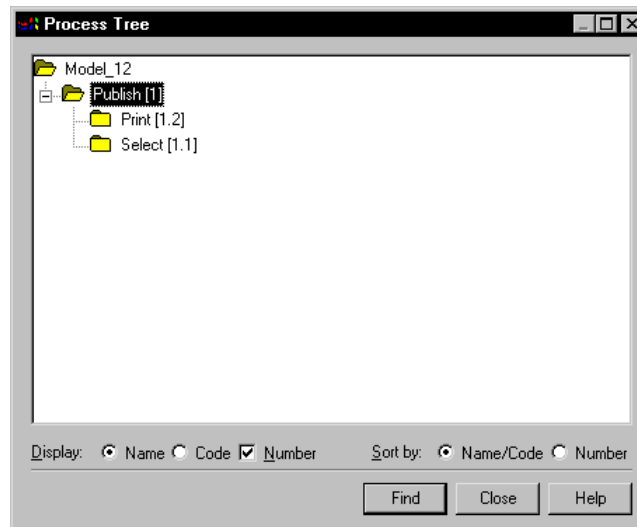 Process Tree
Model_12
Publish [1]
Print [1.2]
Select [1.1]
Display: Name Code Number Sort by: Name/Code Number
Find Close Help